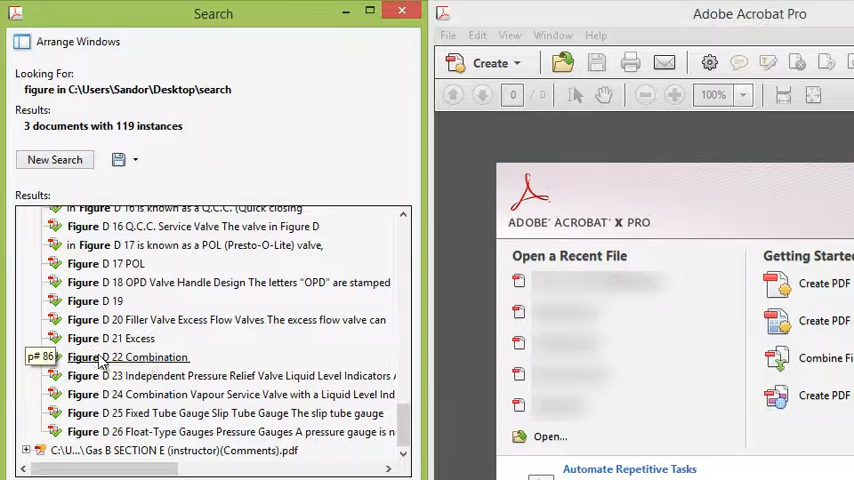 Search
Arrange Windows
Looking For:
figure in C:\Users\Sandor\Desktop\search
Results:
3 documents with 119 instances
New Search
Results:
in Figure D 16 is known as a Q.C.C. (Quick closing
Figure D 16 Q.C.C. Service Valve The valve in Figure D
in Figure D 17 is known as a POL (Presto-O-Lite) valve,
Figure D 17 POL
Figure D 18 OPD Valve Handle Design The letters “OPD” are stamped
Figure D 19
Figure D 20 Filler Valve Excess Flow Valves The excess flow valve can
Figure D 21 Excess
p# 86
Figure D 22 Combination
Figure D 23 Independent Pressure Relief Valve Liquid Level Indicators
Figure D 24 Combination Vapour Service Valve with a Liquid Level Ind
Figure D 25 Fixed Tube Gauge Slip Tube Gauge The slip tube gauge
Figure D 26 Float-Type Gauges Pressure Gauges A pressure gauge is n
C:\U...\Gas B SECTION E (instructor)(Comments).pdf
Adobe Acrobat Pro
File Edit View Window Help
Create
0 / 0 100%
ADOBE® ACROBAT® X PRO
Open a Recent File
Open...
Getting Started
Create PDF
Create PDF
Combine Fi
Create PDF
Automate Repetitive Tasks